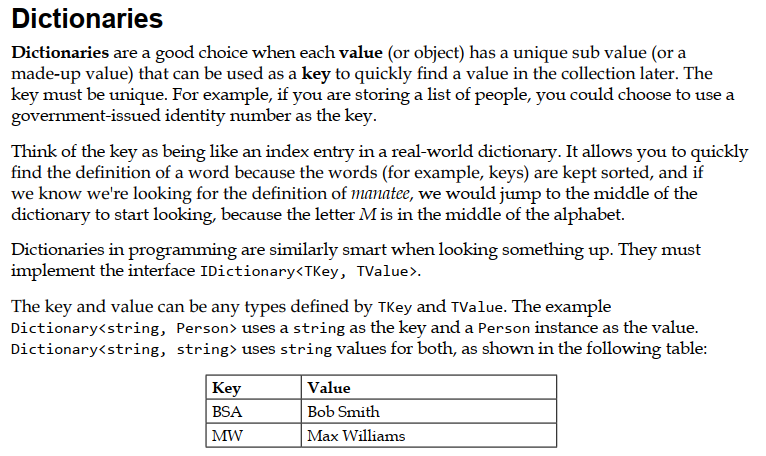 Dictionaries
Dictionaries are a good choice when each value (or object) has a unique sub value (or a
made-up value) that can be used as a key to quickly find a value in the collection later. The
key must be unique. For example, if you are storing a list of people, you could choose to use a
government-issued identity number as the key.
Think of the key as being like an index entry in a real-world dictionary. It allows you to quickly
find the definition of a word because the words (for example, keys) are kept sorted, and if
we know we're looking for the definition of manatee, we would jump to the middle of the
dictionary to start looking, because the letter M is in the middle of the alphabet.
Dictionaries in programming are similarly smart when looking something up. They must
implement the interface IDictionary<TKey, TValue>.
The key and value can be any types defined by TKey and TValue. The example
Dictionary<string, Person> uses a string as the key and a Person instance as the value.
Dictionary<string, string> uses string values for both, as shown in the following table:
Key Value
BSA Bob Smith
MW Max Williams